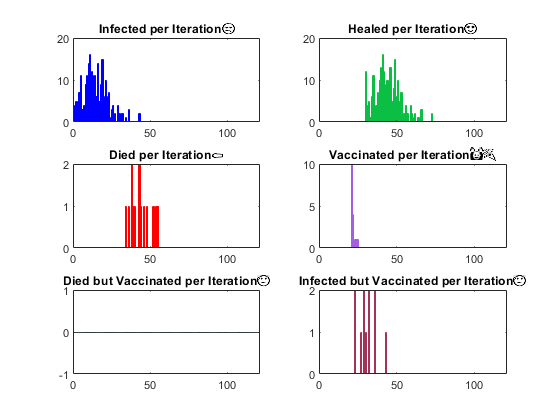 Infected per Iteration😑 Healed per Iteration🙂
20 20
10 10
0 0
0 50 100 0 50 100
Died per Iteration⚰ Vaccinated per Iteration
2 10
1 5
0 0
0 50 100 0 50 100
Died but Vaccinated per Iteration Infected but Vaccinated per Iteration
1 2
0 1
-1 0
0 50 100 0 50 100